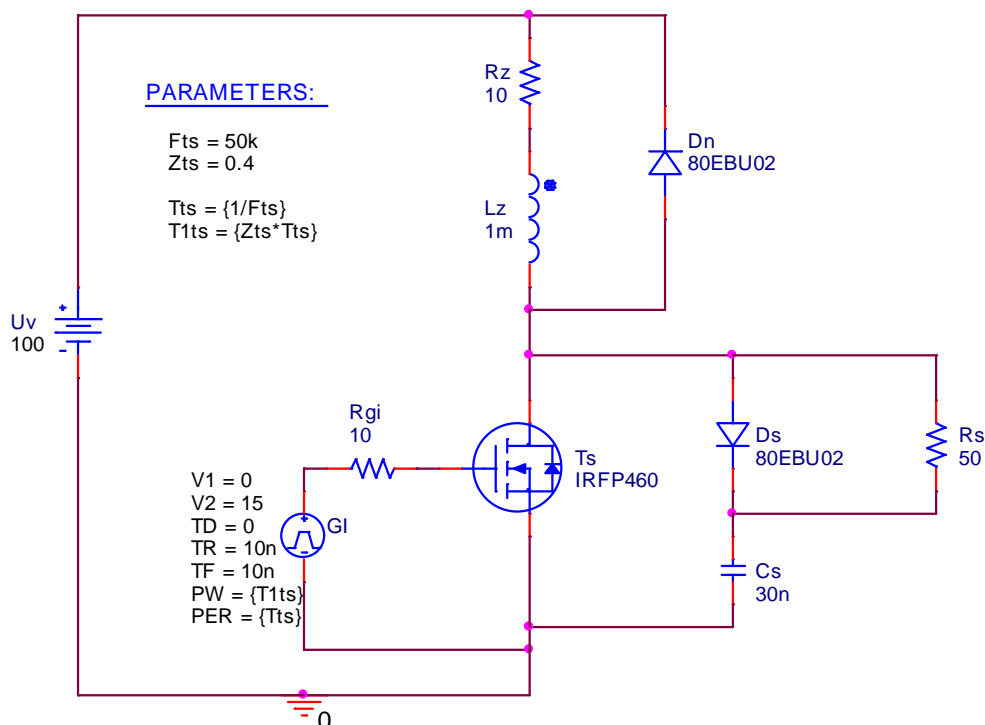 PARAMETERS:
Fts = 50k
Zts = 0.4
Tts = {1/Fts}
T1ts = {Zts*Tts}
Rz
10
Dn
80EBU02
Lz
1m
+
Uv
100
-
Rgi
10
Ts
IRFP460
Ds
80EBU02
Rs
50
V1 = 0
V2 = 15
TD = 0
TR = 10n
TF = 10n
PW = {T1ts}
PER = {Tts}
+
GI
-
Cs
30n
0